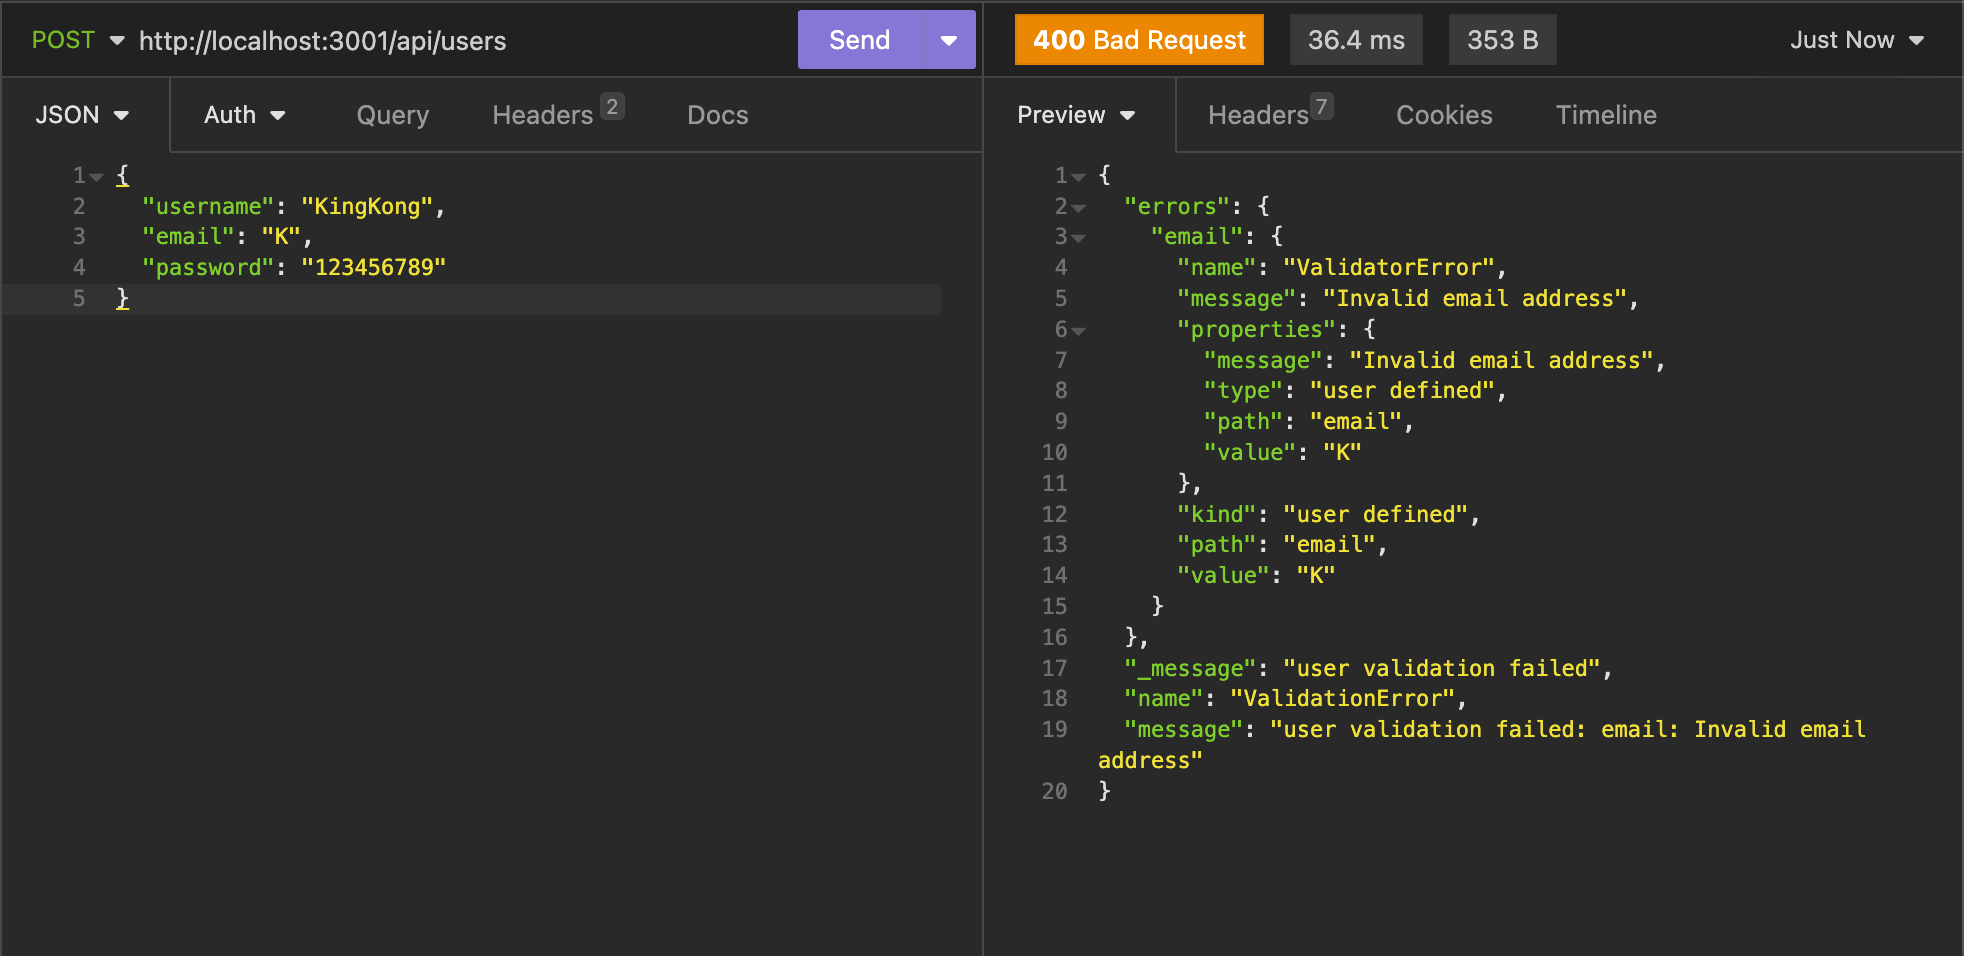 POST http://localhost:3001/api/users Send
400 Bad Request 36.4 ms 353 B Just Now
JSON Auth Query Headers 2 Docs
1 {
2 "username": "KingKong",
3 "email": "K",
4 "password": "123456789"
5 }
Preview Headers 7 Cookies Timeline
1 {
2 "errors": {
3 "email": {
4 "name": "ValidatorError",
5 "message": "Invalid email address",
6 "properties": {
7 "message": "Invalid email address",
8 "type": "user defined",
9 "path": "email",
10 "value": "K"
11 },
12 "kind": "user defined",
13 "path": "email",
14 "value": "K"
15 }
16 },
17 "_message": "user validation failed",
18 "name": "ValidationError",
19 "message": "user validation failed: email: Invalid email
address"
20 }